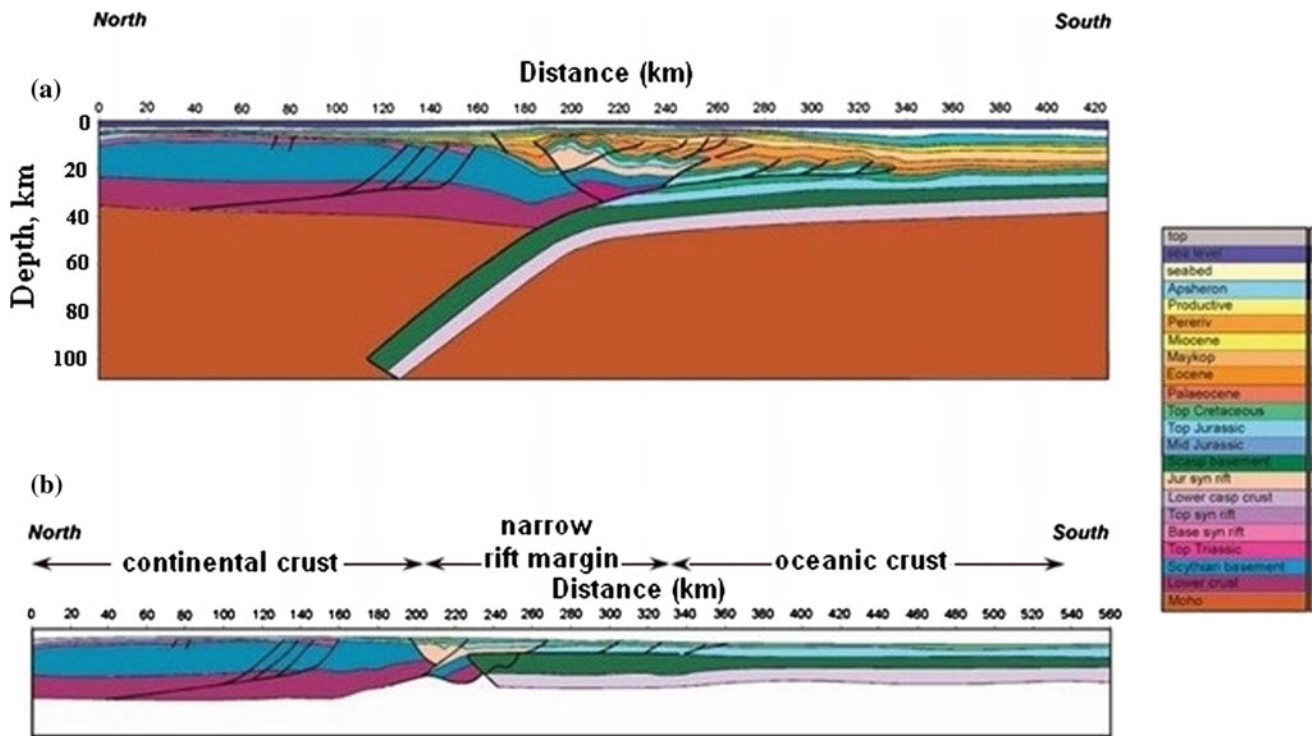 North
South
Distance (km)
(a)
0 20 40 60 80 100 120 140 160 180 200 220 240 260 280 300 320 340 360 380 400 420
0
20
40
60
80
100
Depth, km
top
sea level
seabed
Apsheron
Productive
Pereriv
Miocene
Maykop
Eocene
Palaeocene
Top Cretaceous
Top Jurassic
Mid Jurassic
Scasp basement
Jur syn rift
Lower casp crust
Top syn rift
Base syn rift
Top Triassic
Scythian basement
Lower crust
Moho
(b)
North
South
continental crust
narrow
rift margin
oceanic crust
Distance (km)
0 20 40 60 80 100 120 140 160 180 200 220 240 260 280 300 320 340 360 380 400 420 440 460 480 500 520 540 560